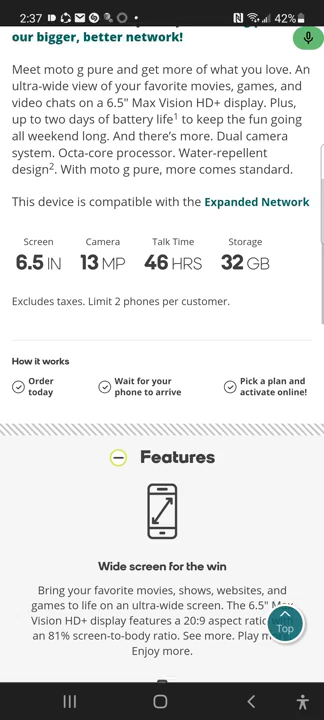 2:37
42%
our bigger, better network!
Meet moto g pure and get more of what you love. An
ultra-wide view of your favorite movies, games, and
video chats on a 6.5" Max Vision HD+ display. Plus,
up to two days of battery life1 to keep the fun going
all weekend long. And there's more. Dual camera
system. Octa-core processor. Water-repellent
design2. With moto g pure, more comes standard.
This device is compatible with the Expanded Network
Screen Camera Talk Time Storage
6.5 IN 13 MP 46 HRS 32 GB
Excludes taxes. Limit 2 phones per customer.
How it works
Order
today
Wait for your
phone to arrive
Pick a plan and
activate online!
Features
Wide screen for the win
Bring your favorite movies, shows, websites, and
games to life on an ultra-wide screen. The 6.5" Max
Vision HD+ display features a 20:9 aspect ratio with
an 81% screen-to-body ratio. See more. Play more.
Enjoy more.
Top